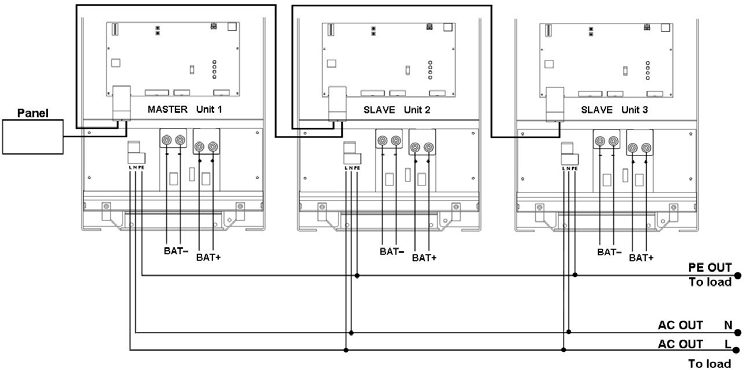 MASTER Unit 1
SLAVE Unit 2
SLAVE Unit 3
Panel
L N PE
L N PE
L N PE
BAT–
BAT+
BAT–
BAT+
BAT–
BAT+
PE OUT
To load
AC OUT N
AC OUT L
To load